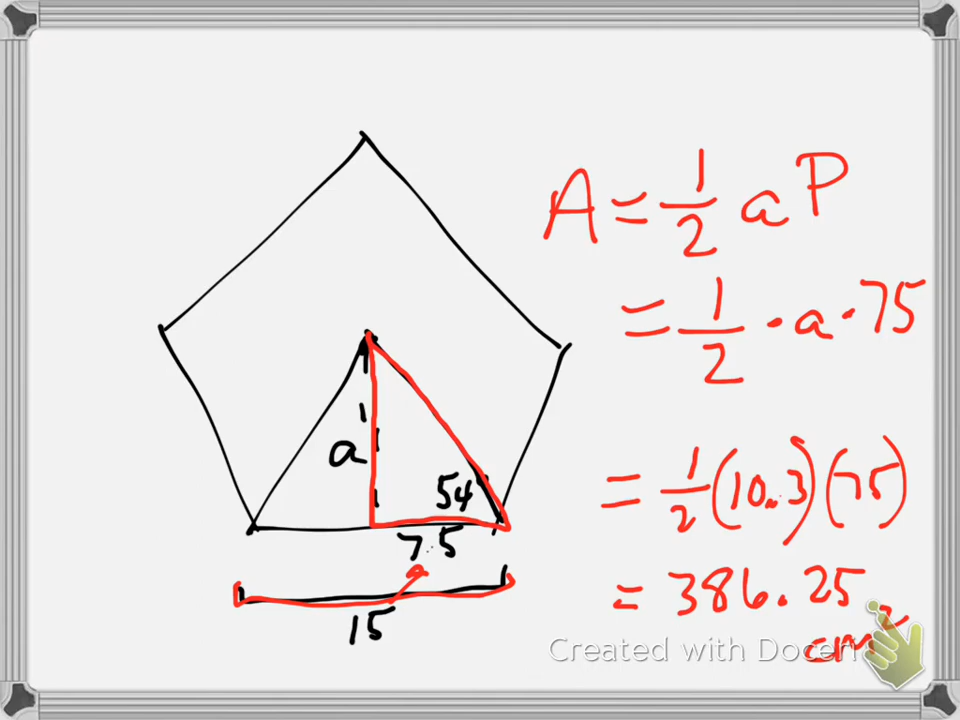 A = 1/2 a P
= 1/2 · a · 75
a
54
7.5
= 1/2 (10.3)(75)
= 386.25
cm²
15
Created with Doceri